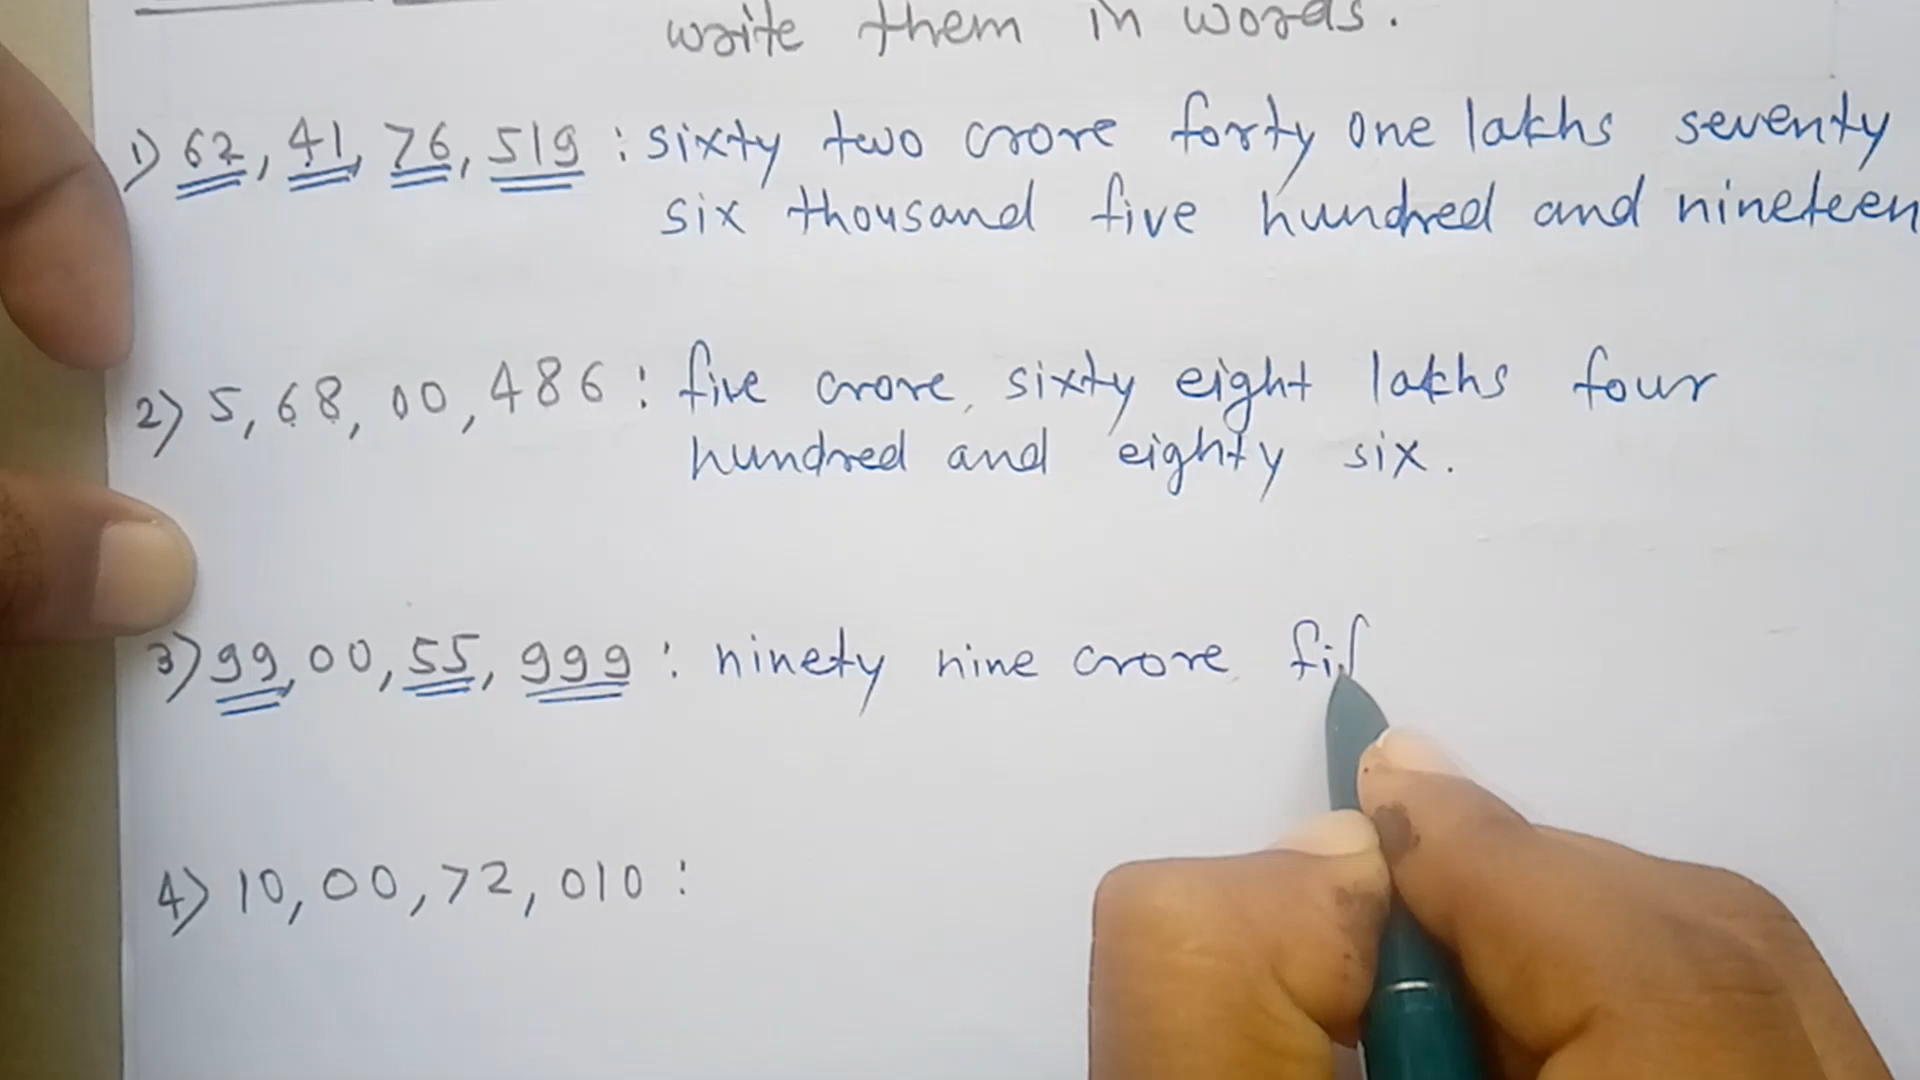 write them in words.
1) 62, 41, 76, 519 : sixty two crore forty one lakhs seventy
six thousand five hundred and nineteen
2) 5, 68, 00, 486 : five crore, sixty eight lakhs four
hundred and eighty six.
3) 99, 00, 55, 999 : ninety nine crore fif
4) 10, 00, 72, 010 :